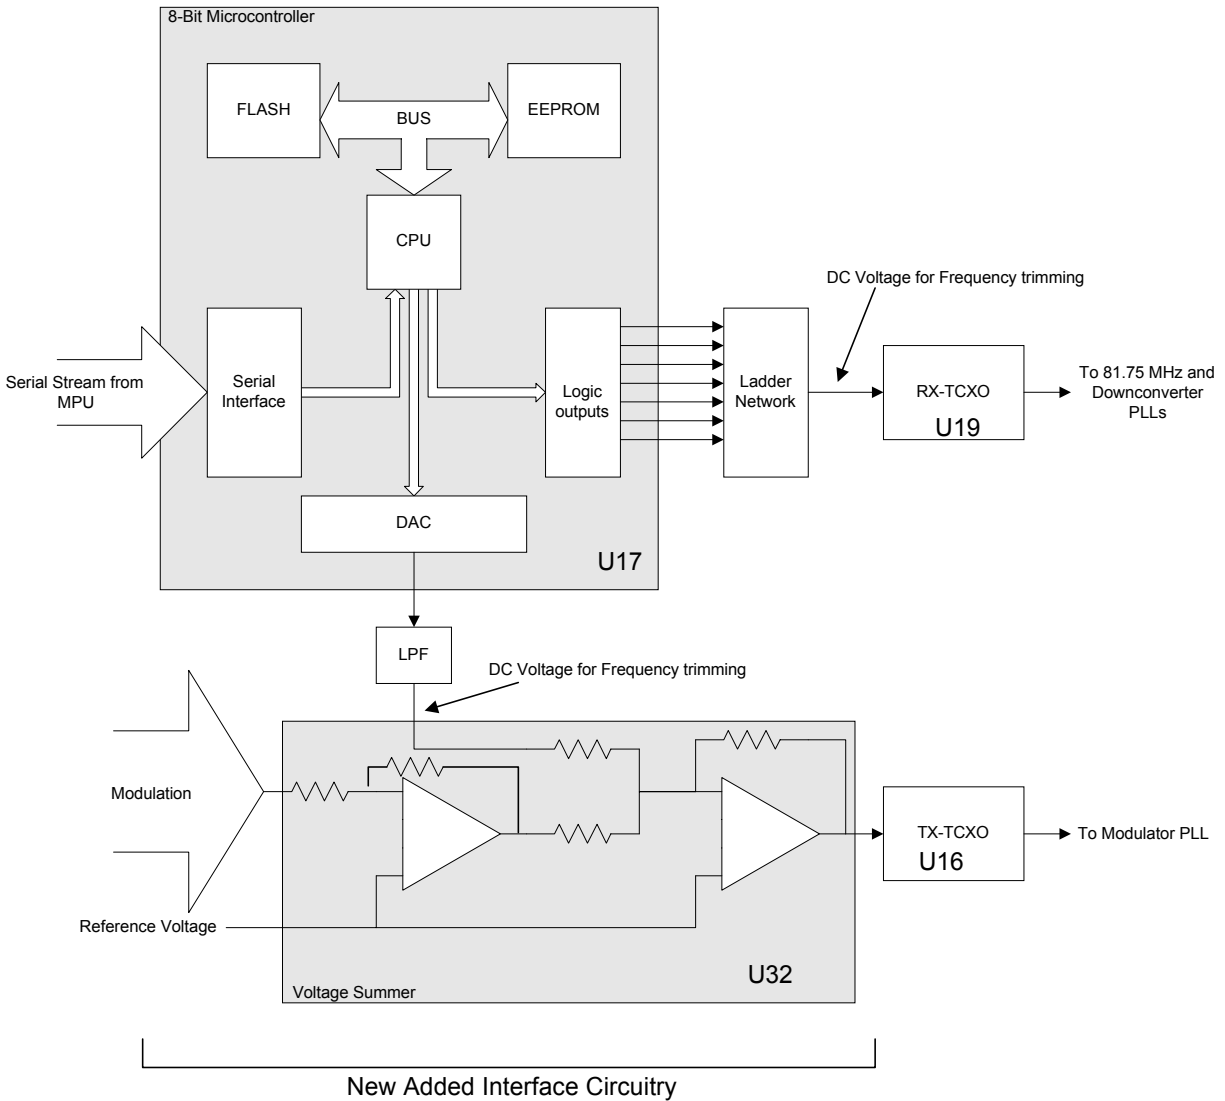 8-Bit Microcontroller
FLASH
BUS
EEPROM
CPU
DC Voltage for Frequency trimming
Serial Stream from
MPU
Serial
Interface
Logic
outputs
Ladder
Network
RX-TCXO
U19
To 81.75 MHz and
Downconverter
PLLs
DAC
U17
LPF
DC Voltage for Frequency trimming
Modulation
TX-TCXO
U16
To Modulator PLL
Reference Voltage
U32
Voltage Summer
New Added Interface Circuitry